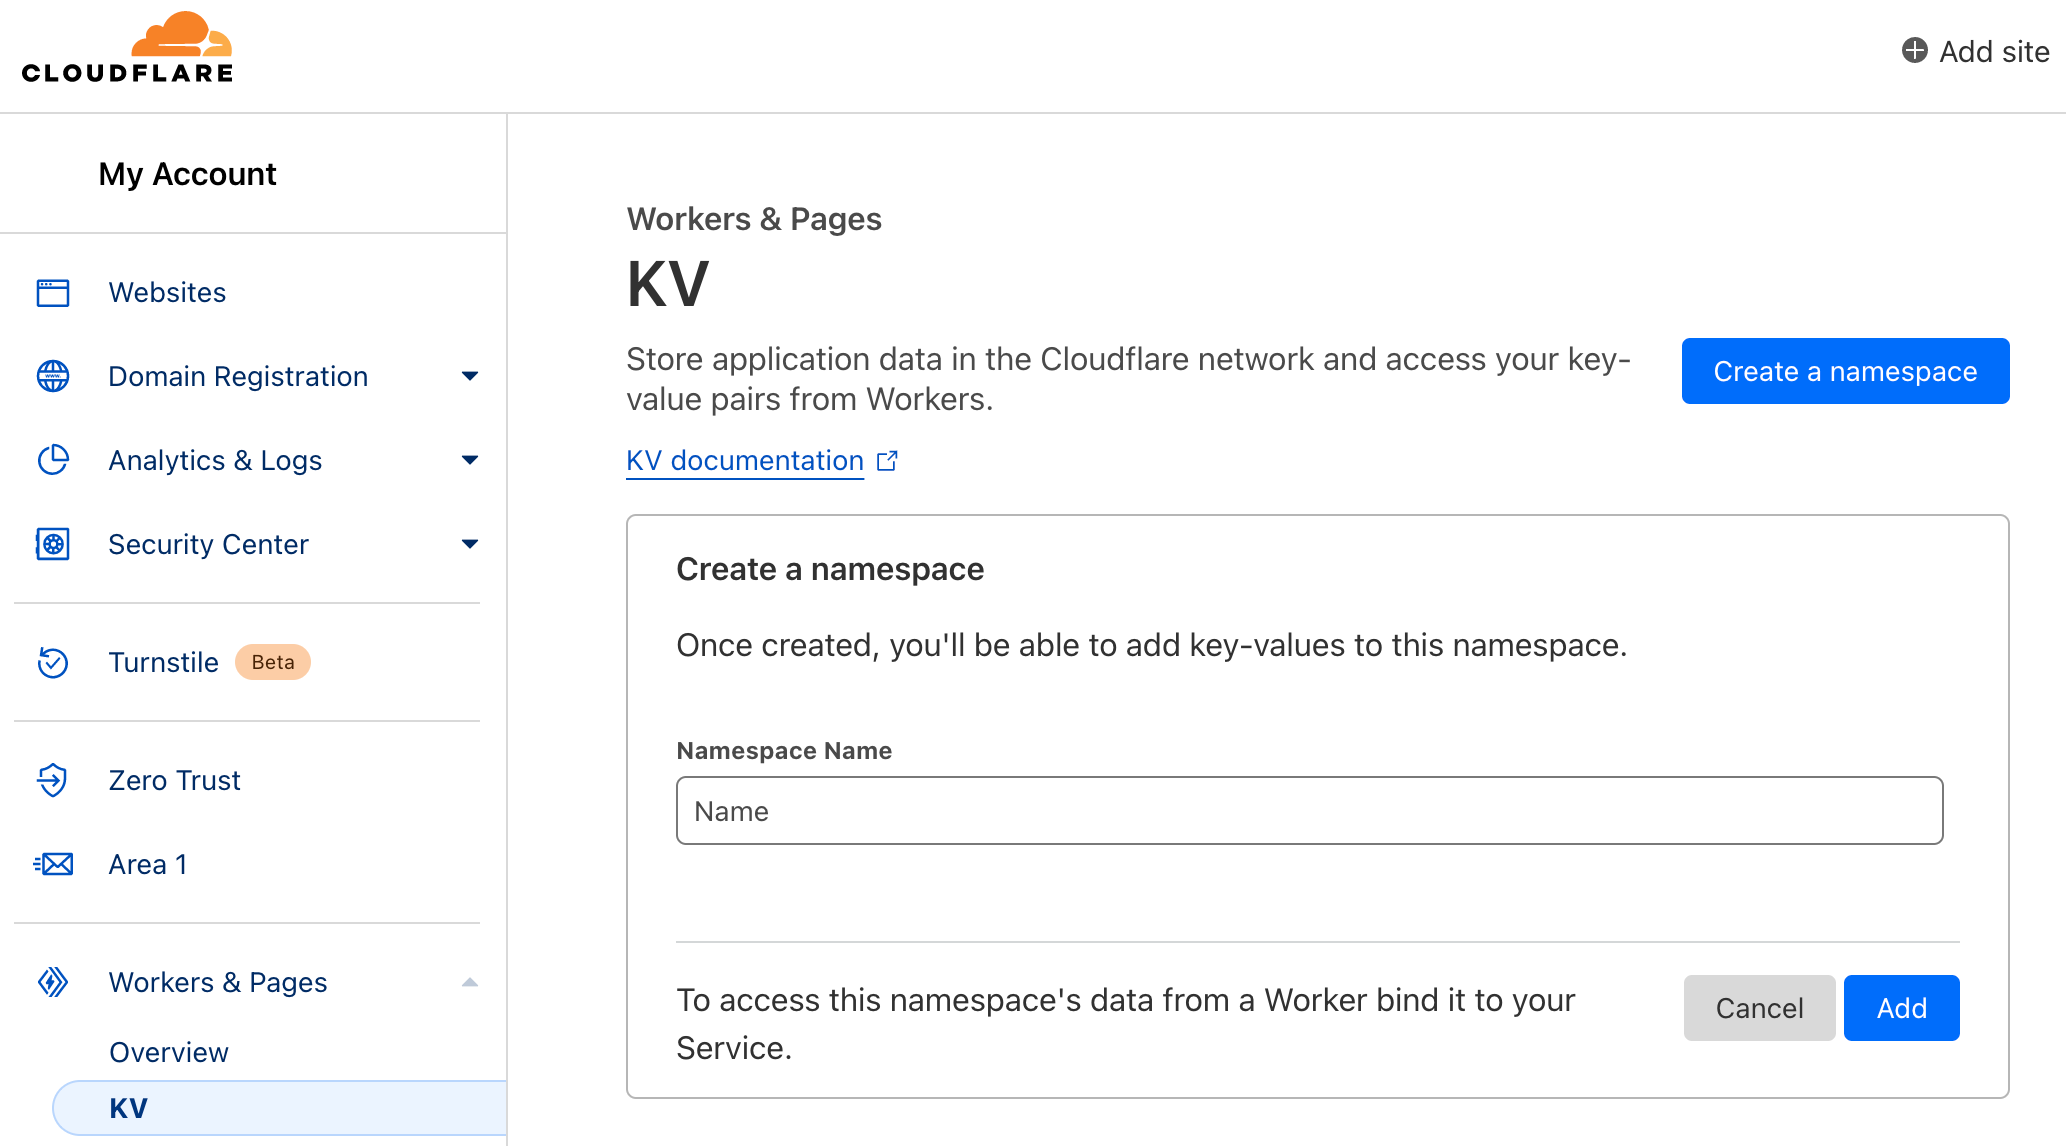 CLOUDFLARE
Add site
My Account
Websites
Domain Registration
Analytics & Logs
Security Center
Turnstile Beta
Zero Trust
Area 1
Workers & Pages
Overview
KV
Workers & Pages
KV
Store application data in the Cloudflare network and access your key-
value pairs from Workers.
Create a namespace
KV documentation
Create a namespace
Once created, you'll be able to add key-values to this namespace.
Namespace Name
Name
To access this namespace's data from a Worker bind it to your
Service.
Cancel
Add